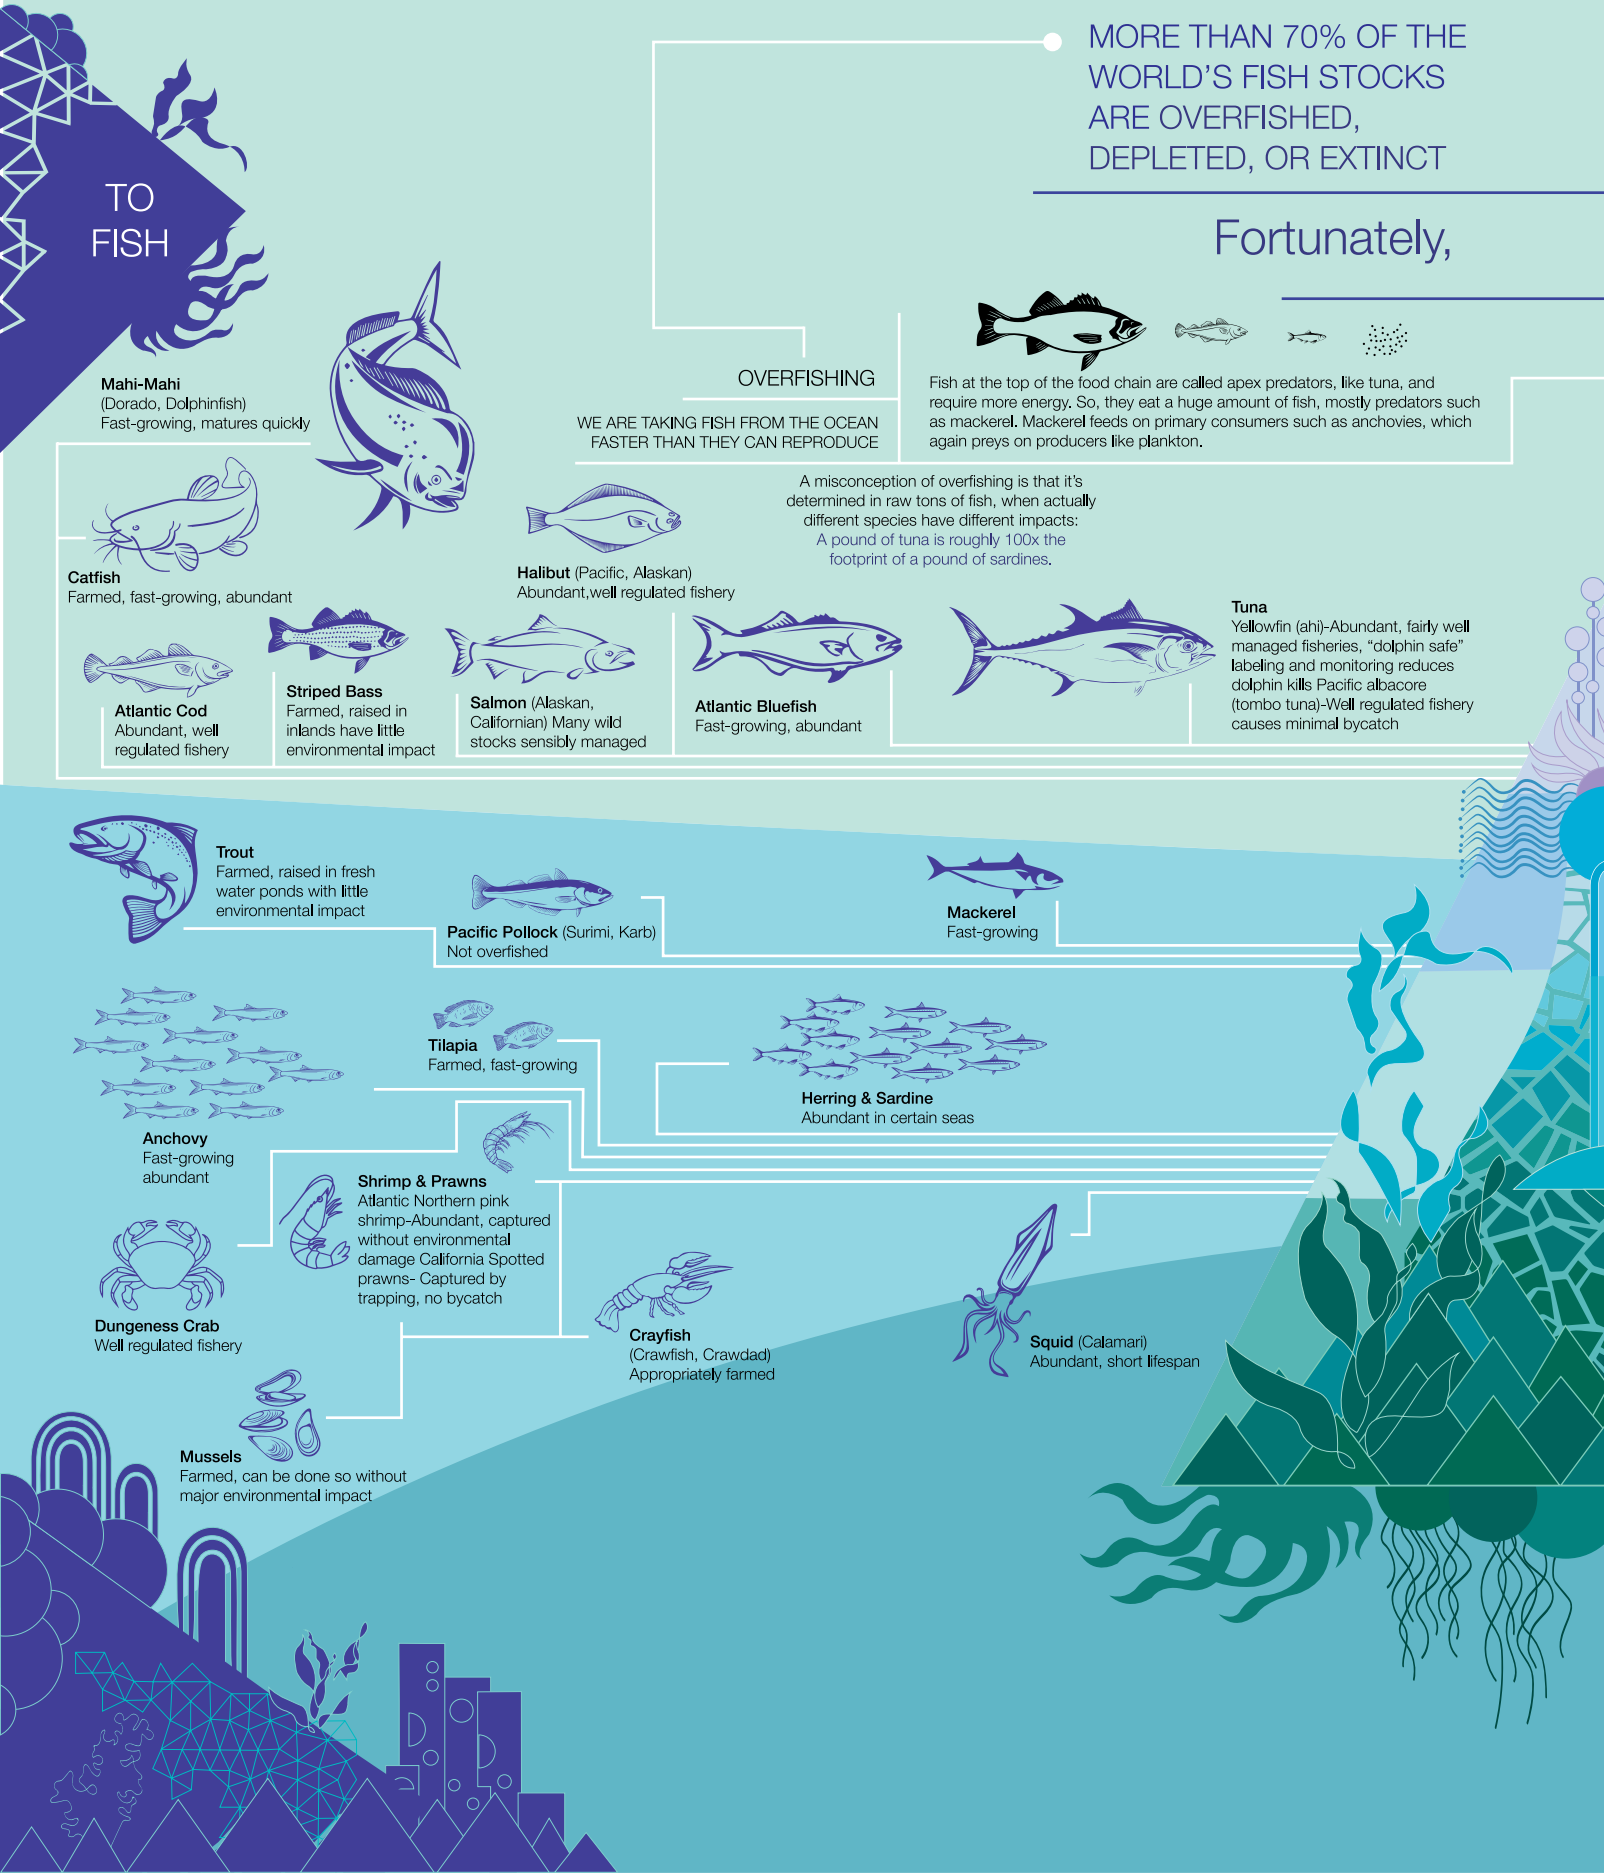 MORE THAN 70% OF THE
WORLD'S FISH STOCKS
ARE OVERFISHED,
DEPLETED, OR EXTINCT
TO
FISH
Fortunately,
OVERFISHING
WE ARE TAKING FISH FROM THE OCEAN
FASTER THAN THEY CAN REPRODUCE
Fish at the top of the food chain are called apex predators, like tuna, and
require more energy. So, they eat a huge amount of fish, mostly predators such
as mackerel. Mackerel feeds on primary consumers such as anchovies, which
again preys on producers like plankton.
A misconception of overfishing is that it's
determined in raw tons of fish, when actually
different species have different impacts:
A pound of tuna is roughly 100x the
footprint of a pound of sardines.
Mahi-Mahi
(Dorado, Dolphinfish)
Fast-growing, matures quickly
Catfish
Farmed, fast-growing, abundant
Halibut (Pacific, Alaskan)
Abundant,well regulated fishery
Atlantic Cod
Abundant, well
regulated fishery
Striped Bass
Farmed, raised in
inlands have little
environmental impact
Salmon (Alaskan,
Californian) Many wild
stocks sensibly managed
Atlantic Bluefish
Fast-growing, abundant
Tuna
Yellowfin (ahi)-Abundant, fairly well
managed fisheries, “dolphin safe”
labeling and monitoring reduces
dolphin kills Pacific albacore
(tombo tuna)-Well regulated fishery
causes minimal bycatch
Trout
Farmed, raised in fresh
water ponds with little
environmental impact
Pacific Pollock (Surimi, Karb)
Not overfished
Mackerel
Fast-growing
Anchovy
Fast-growing
abundant
Tilapia
Farmed, fast-growing
Herring & Sardine
Abundant in certain seas
Shrimp & Prawns
Atlantic Northern pink
shrimp-Abundant, captured
without environmental
damage California Spotted
prawns- Captured by
trapping, no bycatch
Dungeness Crab
Well regulated fishery
Crayfish
(Crawfish, Crawdad)
Appropriately farmed
Squid (Calamari)
Abundant, short lifespan
Mussels
Farmed, can be done so without
major environmental impact